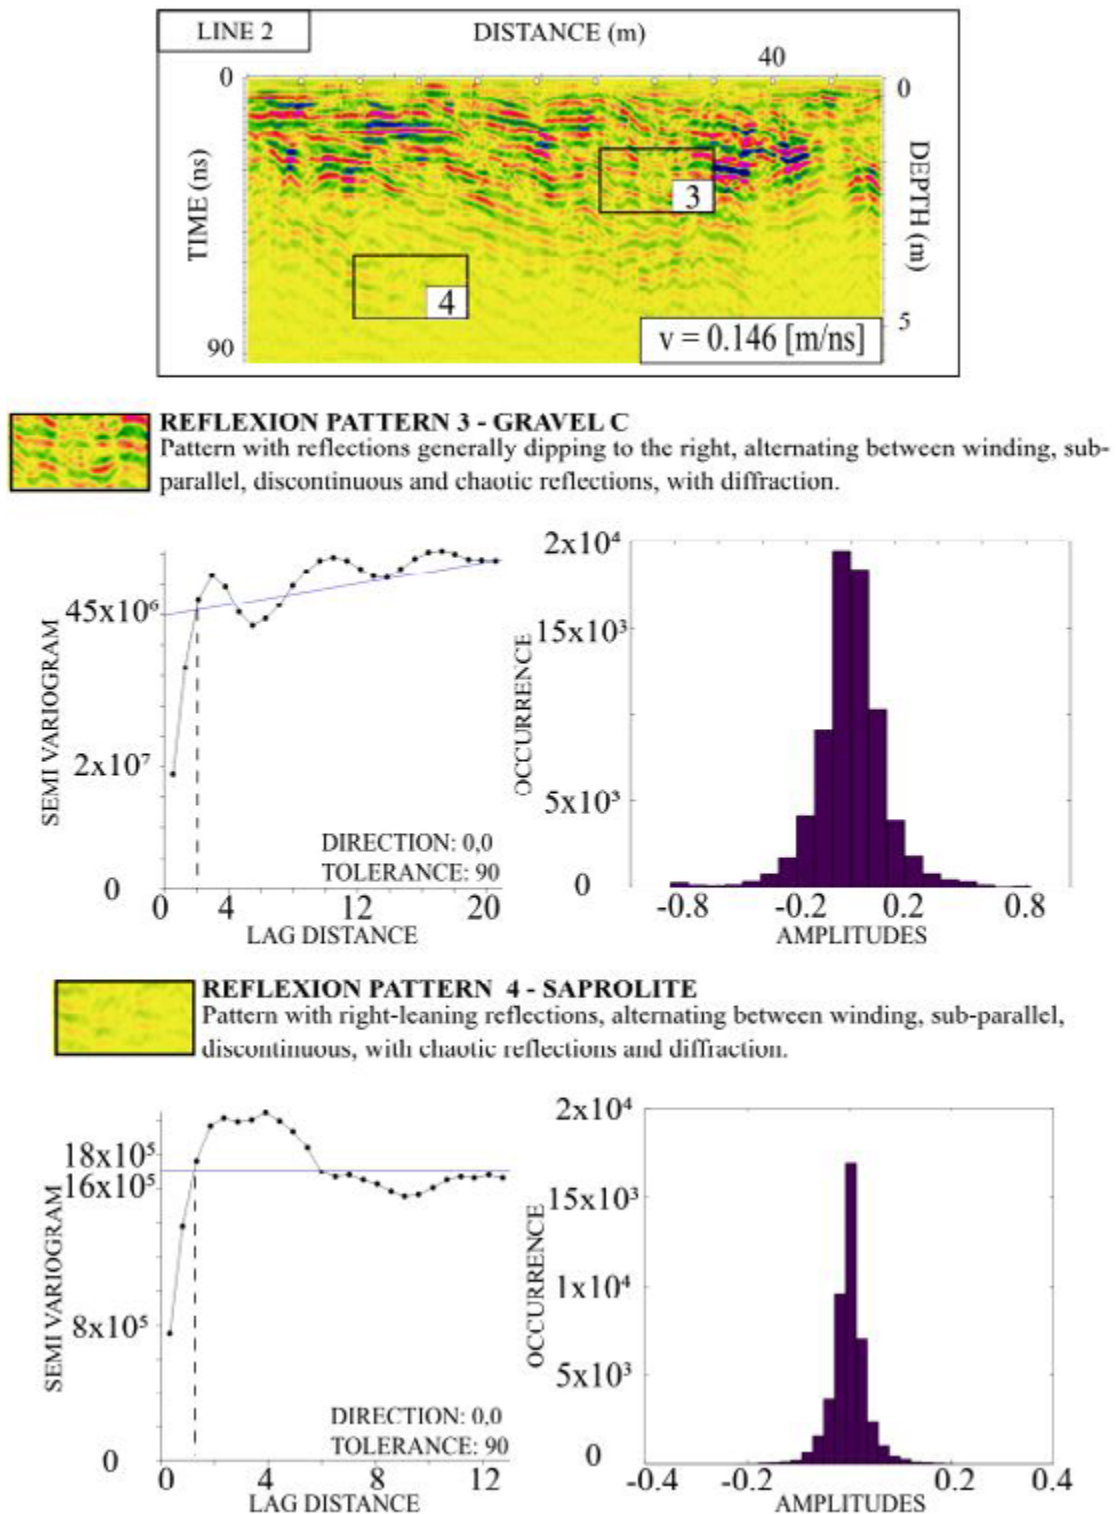 LINE 2
DISTANCE (m)
40
0
0
TIME (ns)
DEPTH (m)
3
4
5
90
v = 0.146 [m/ns]
REFLEXION PATTERN 3 - GRAVEL C
Pattern with reflections generally dipping to the right, alternating between winding, sub-
parallel, discontinuous and chaotic reflections, with diffraction.
SEMI VARIOGRAM
45x10⁶
2x10⁷
0
DIRECTION: 0,0
TOLERANCE: 90
0 4 12 20
LAG DISTANCE
OCCURRENCE
2x10⁴
15x10³
5x10³
0
-0.8 -0.2 0.2 0.8
AMPLITUDES
REFLEXION PATTERN 4 - SAPROLITE
Pattern with right-leaning reflections, alternating between winding, sub-parallel,
discontinuous, with chaotic reflections and diffraction.
SEMI VARIOGRAM
18x10⁵
16x10⁵
8x10⁵
0
DIRECTION: 0,0
TOLERANCE: 90
0 4 8 12
LAG DISTANCE
OCCURRENCE
2x10⁴
15x10³
1x10⁴
5x10³
0
-0.4 -0.2 0.2 0.4
AMPLITUDES